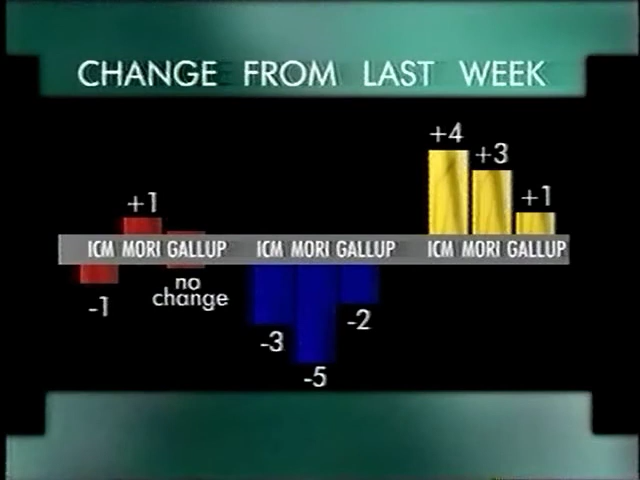 CHANGE FROM LAST WEEK
+4
+3
+1
+1
ICM MORI GALLUP ICM MORI GALLUP ICM MORI GALLUP
-1
no
change
-3
-2
-5